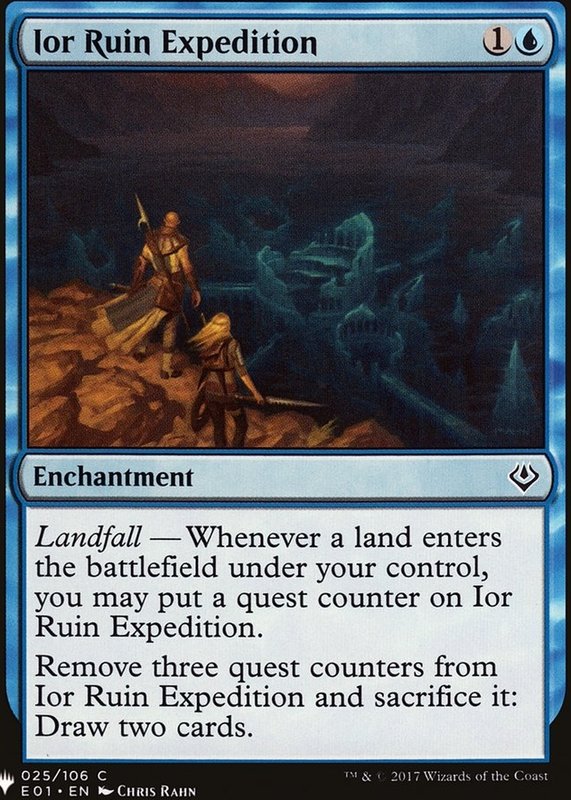 Ior Ruin Expedition 1
Enchantment
Landfall — Whenever a land enters
the battlefield under your control,
you may put a quest counter on Ior
Ruin Expedition.
Remove three quest counters from
Ior Ruin Expedition and sacrifice it:
Draw two cards.
025/106 C
E01 • EN Chris Rahn
™ & © 2017 Wizards of the Coast